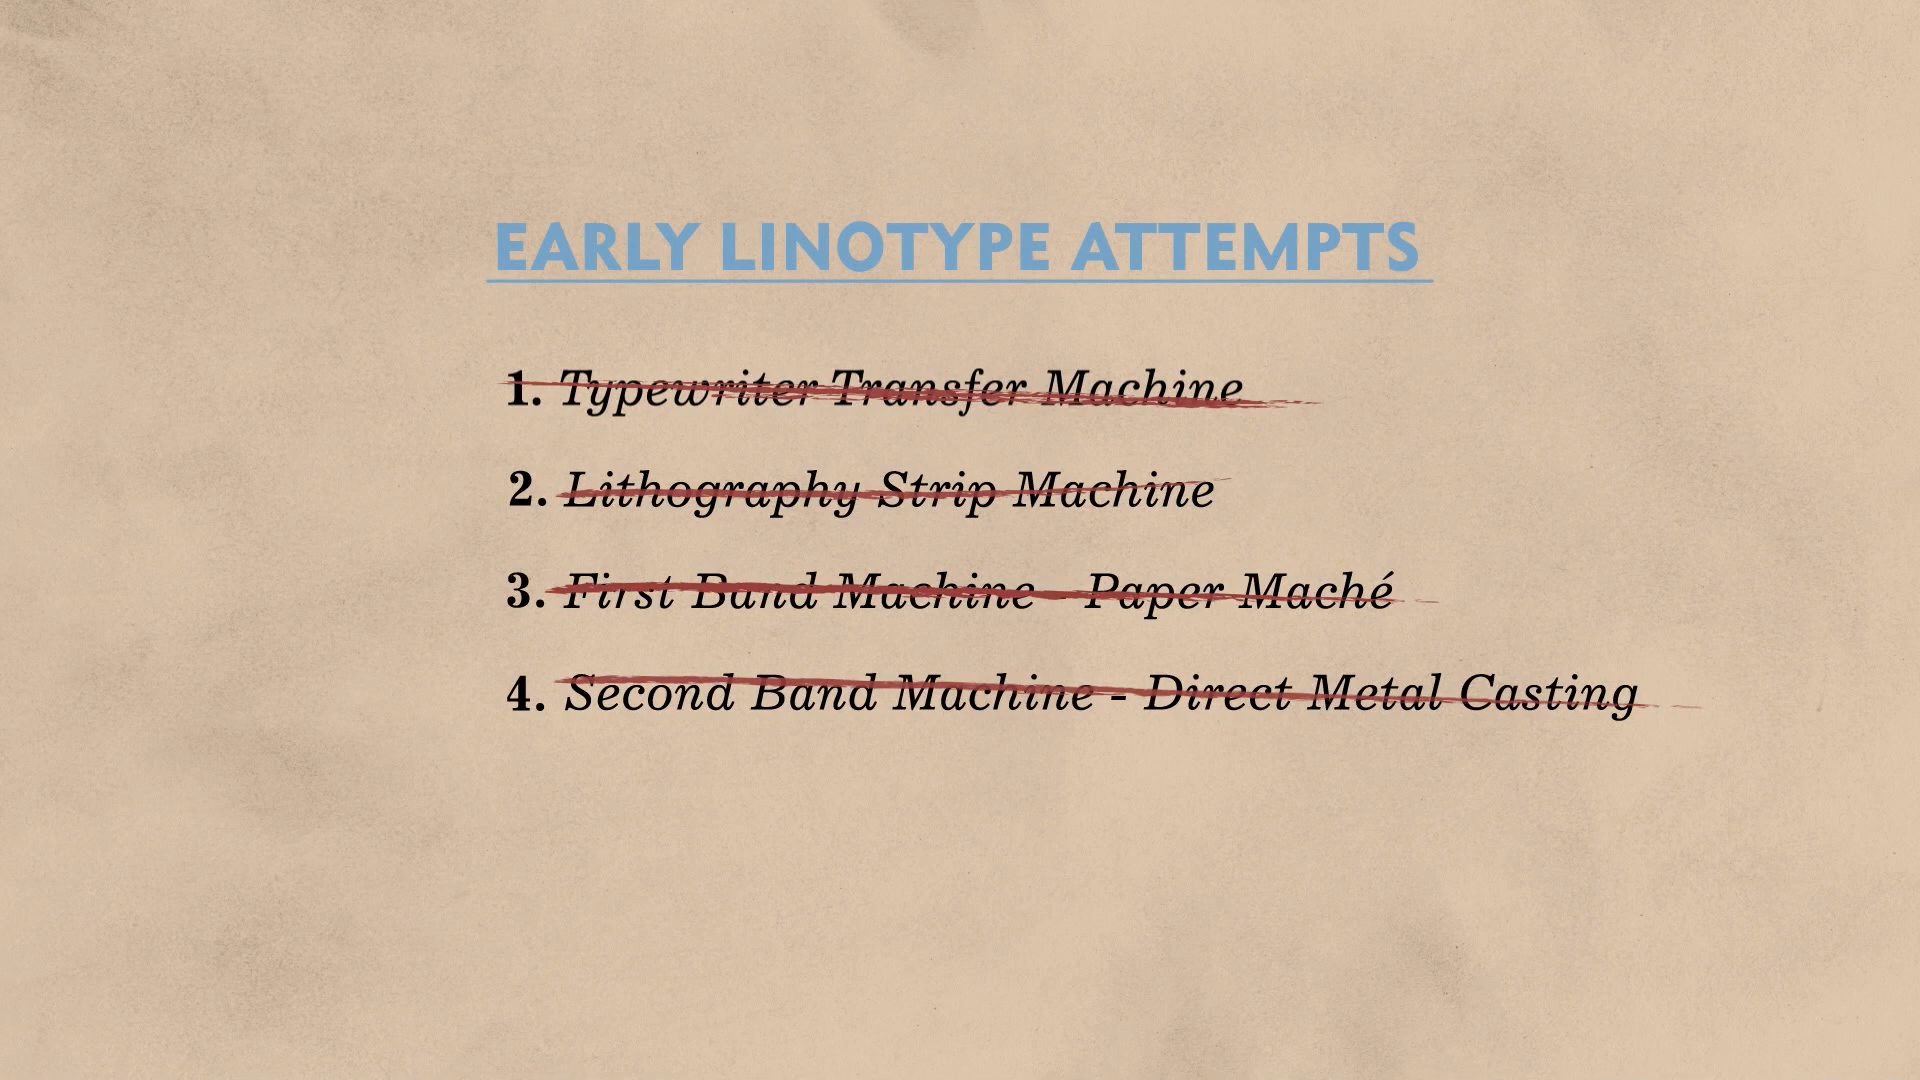 EARLY LINOTYPE ATTEMPTS
1. Typewriter Transfer Machine
2. Lithography Strip Machine
3. First Band Machine - Paper Maché
4. Second Band Machine - Direct Metal Casting